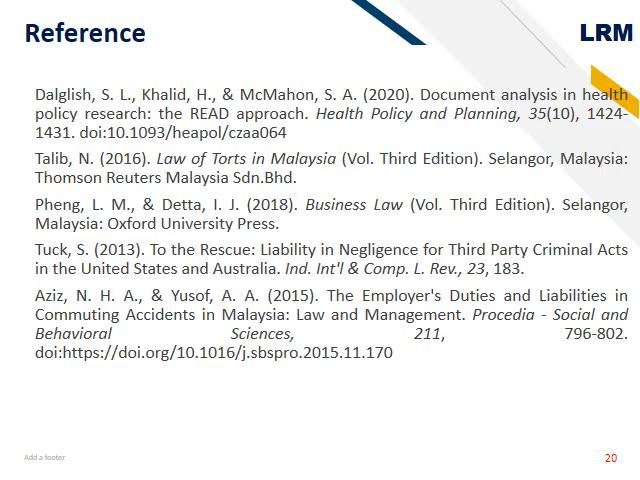 Reference
LRM
Dalglish, S. L., Khalid, H., & McMahon, S. A. (2020). Document analysis in health
policy research: the READ approach. Health Policy and Planning, 35(10), 1424-
1431. doi:10.1093/heapol/czaa064
Talib, N. (2016). Law of Torts in Malaysia (Vol. Third Edition). Selangor, Malaysia:
Thomson Reuters Malaysia Sdn.Bhd.
Pheng, L. M., & Detta, I. J. (2018). Business Law (Vol. Third Edition). Selangor,
Malaysia: Oxford University Press.
Tuck, S. (2013). To the Rescue: Liability in Negligence for Third Party Criminal Acts
in the United States and Australia. Ind. Int'l & Comp. L. Rev., 23, 183.
Aziz, N. H. A., & Yusof, A. A. (2015). The Employer's Duties and Liabilities in
Commuting Accidents in Malaysia: Law and Management. Procedia - Social and
Behavioral Sciences, 211, 796-802.
doi:https://doi.org/10.1016/j.sbspro.2015.11.170
Add a footer
20